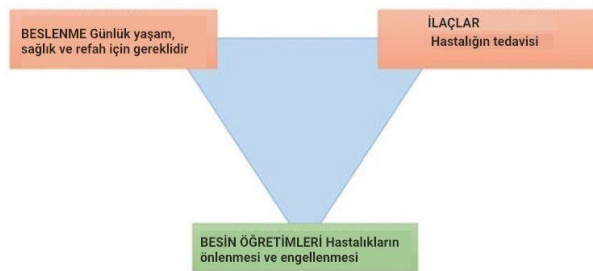 BESLENME Günlük yaşam,
sağlık ve refah için gereklidir
İLAÇLAR
Hastalığın tedavisi
BESİN ÖĞRETİMLERİ Hastalıkların
önlenmesi ve engellenmesi